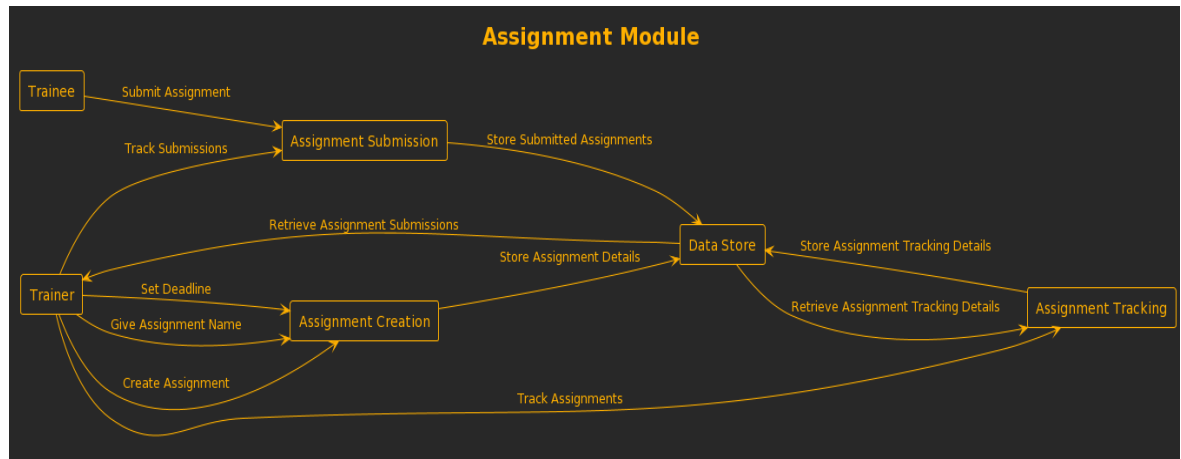 Assignment Module
Trainee
Submit Assignment
Assignment Submission
Store Submitted Assignments
Track Submissions
Retrieve Assignment Submissions
Data Store
Store Assignment Tracking Details
Store Assignment Details
Trainer
Set Deadline
Retrieve Assignment Tracking Details
Assignment Tracking
Give Assignment Name
Assignment Creation
Create Assignment
Track Assignments